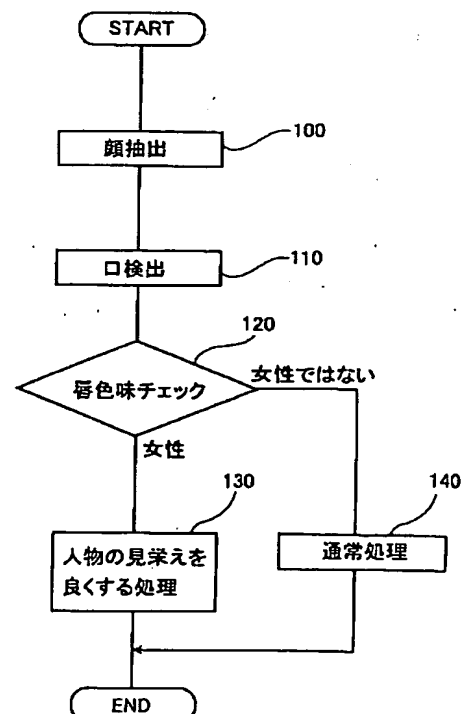 START
顔抽出
100
口検出
110
120
唇色味チェック
女性ではない
女性
130
140
人物の見栄えを
良くする処理
通常処理
END